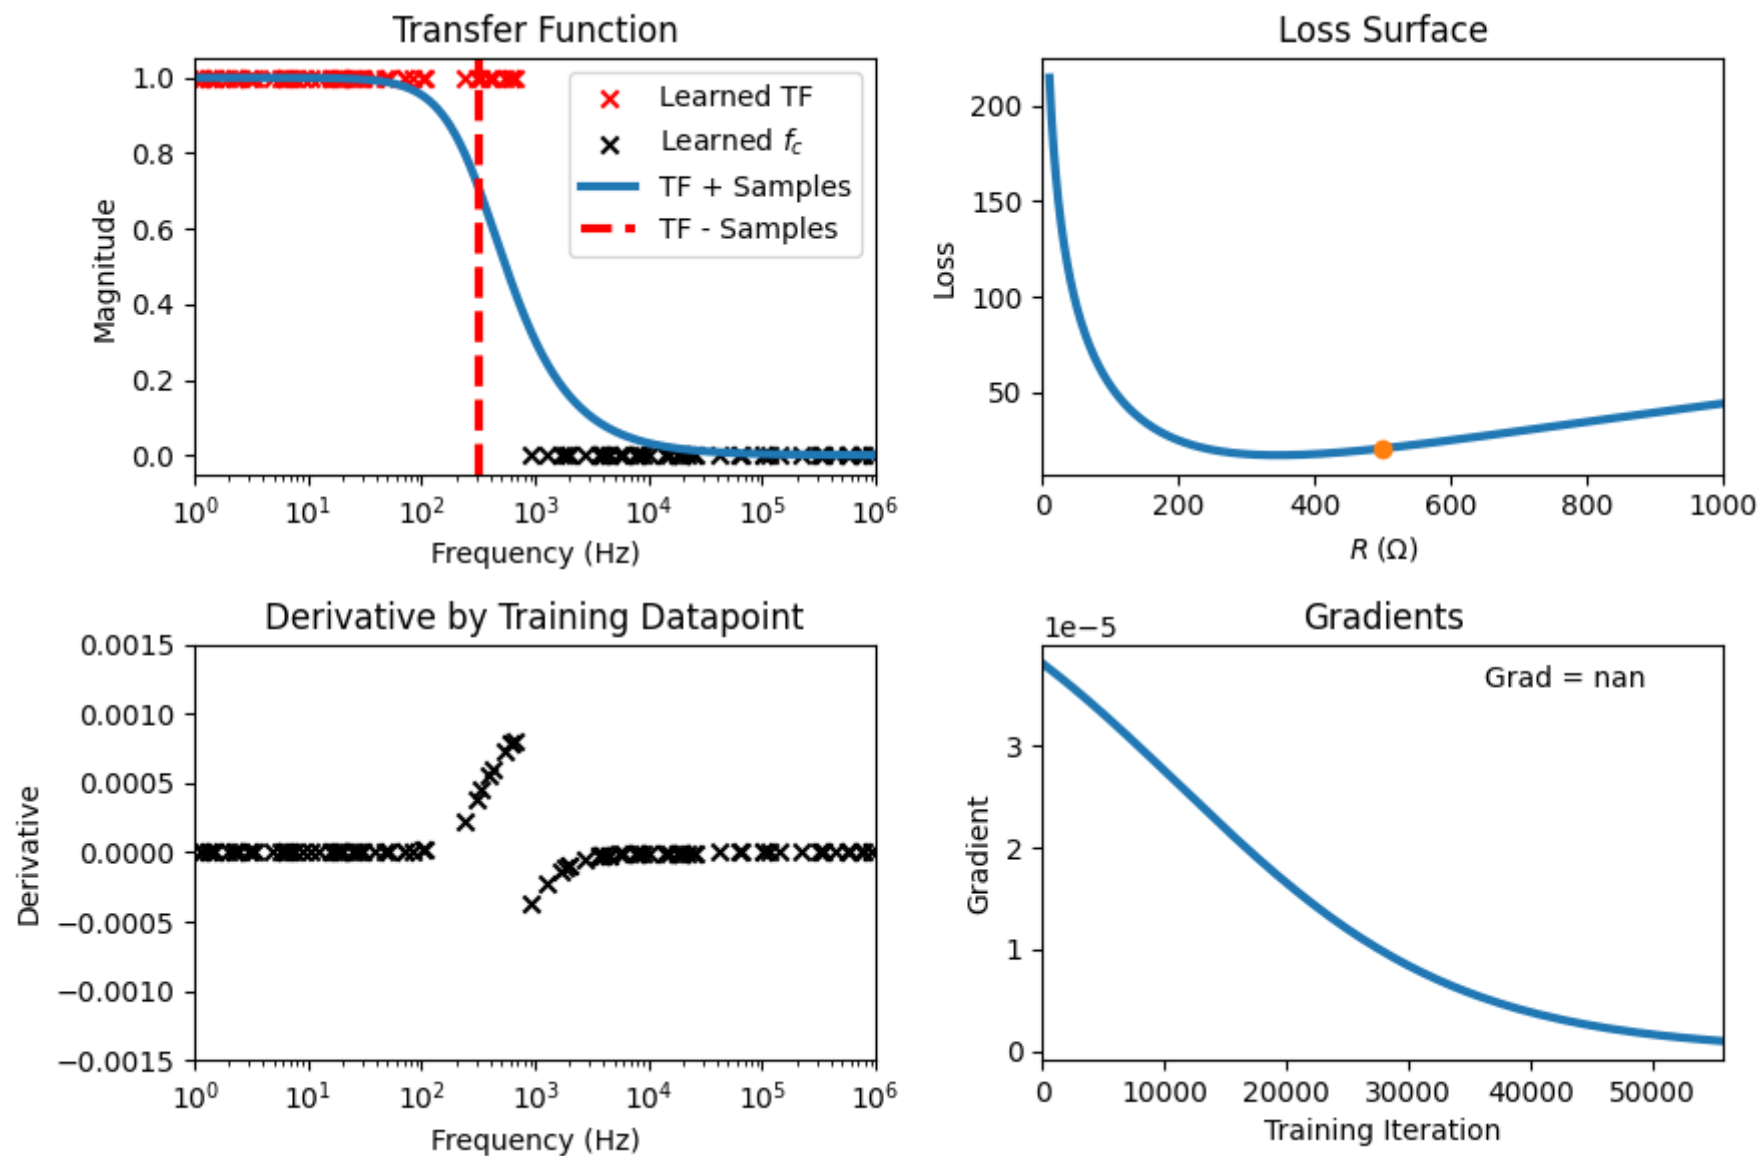 Transfer Function
1.0
0.8
0.6
0.4
0.2
0.0
Magnitude
Learned TF
Learned f_c
TF + Samples
TF - Samples
10^0 10^1 10^2 10^3 10^4 10^5 10^6
Frequency (Hz)
Loss Surface
200
150
100
50
Loss
0 200 400 600 800 1000
R (Ω)
Derivative by Training Datapoint
0.0015
0.0010
0.0005
0.0000
−0.0005
−0.0010
−0.0015
Derivative
10^0 10^1 10^2 10^3 10^4 10^5 10^6
Frequency (Hz)
Gradients
1e−5
Grad = nan
3
2
1
0
Gradient
0 10000 20000 30000 40000 50000
Training Iteration